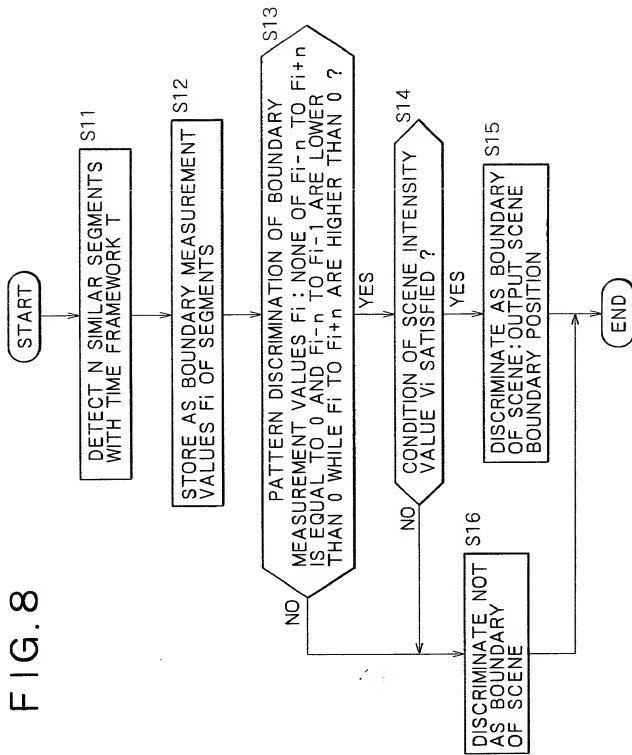 FIG.8
START
DETECT N SIMILAR SEGMENTS
WITH TIME FRAMEWORK T
S11
STORE AS BOUNDARY MEASUREMENT
VALUES Fi OF SEGMENTS
S12
PATTERN DISCRIMINATION OF BOUNDARY
MEASUREMENT VALUES Fi : NONE OF Fi-n TO Fi+n
IS EQUAL TO 0 AND Fi-n TO Fi-1 ARE LOWER
THAN 0 WHILE Fi TO Fi+n ARE HIGHER THAN 0 ?
S13
NO
YES
CONDITION OF SCENE INTENSITY
VALUE Vi SATISFIED ?
S14
NO
YES
DISCRIMINATE AS BOUNDARY
OF SCENE:OUTPUT SCENE
BOUNDARY POSITION
S15
DISCRIMINATE NOT
AS BOUNDARY
OF SCENE
S16
END